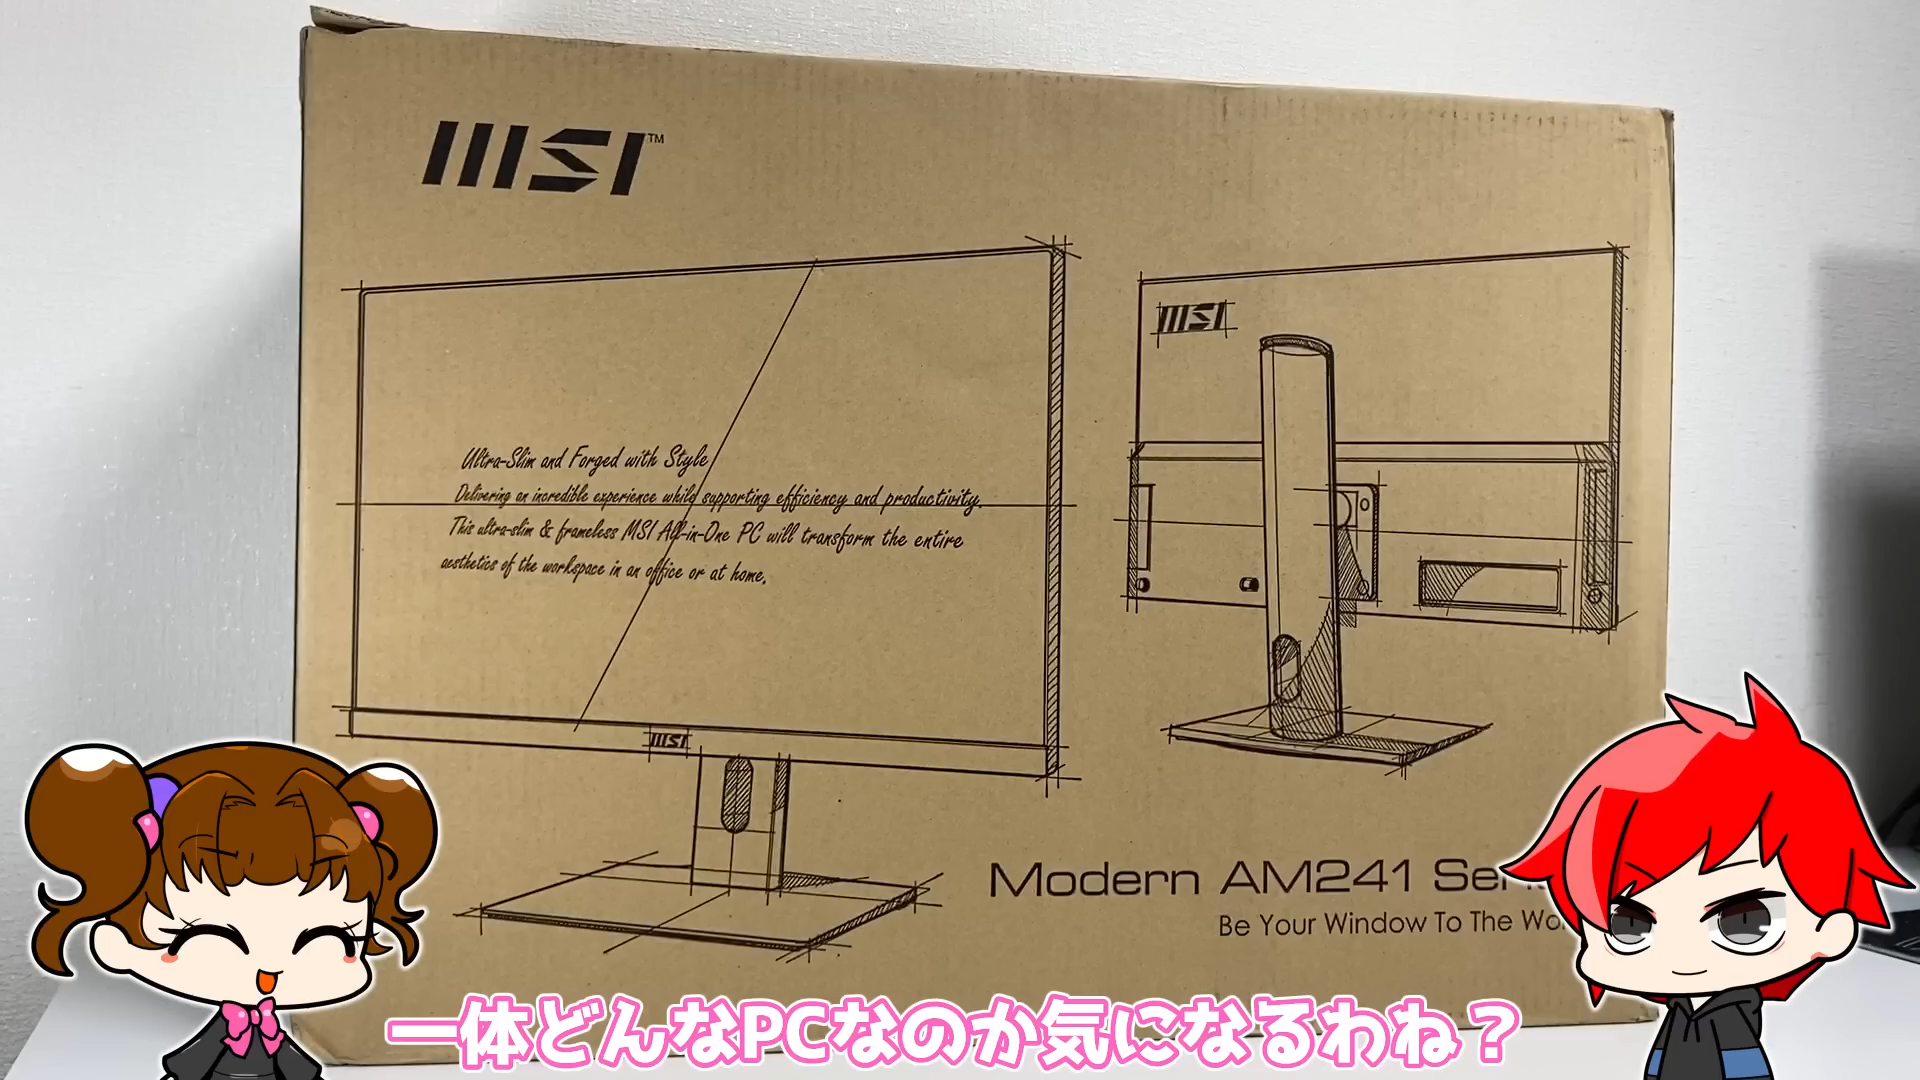 MSI™
MSI
Ultra-Slim and Forged with Style
Delivering an incredible experience while supporting efficiency and productivity.
This ultra-slim & frameless MSI All-in-One PC will transform the entire
aesthetics of the workspace in an office or at home.
MSI
Modern AM241
Be Your Window To The
一体どんなPCなのか気になるわね？